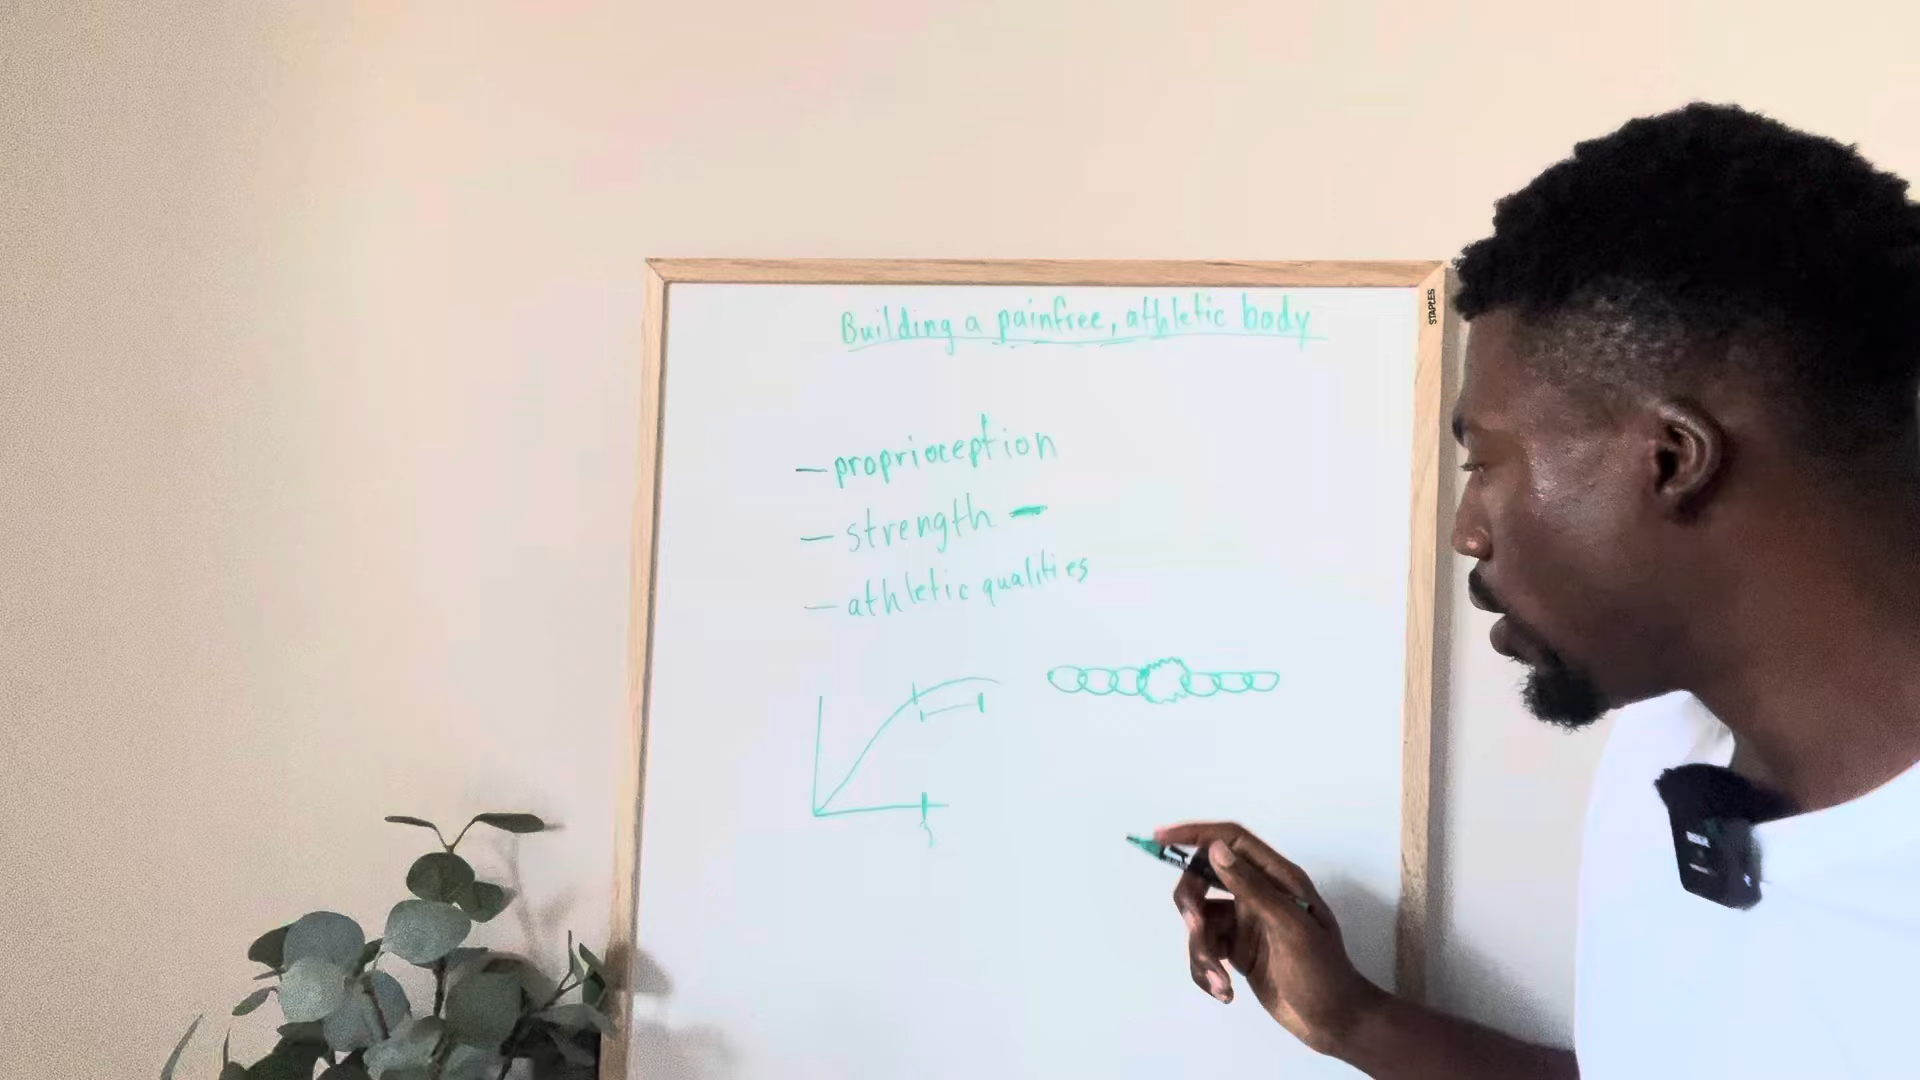 Building a painfree, athletic body
STAPLES
- proprioception
- strength -
- athletic qualities